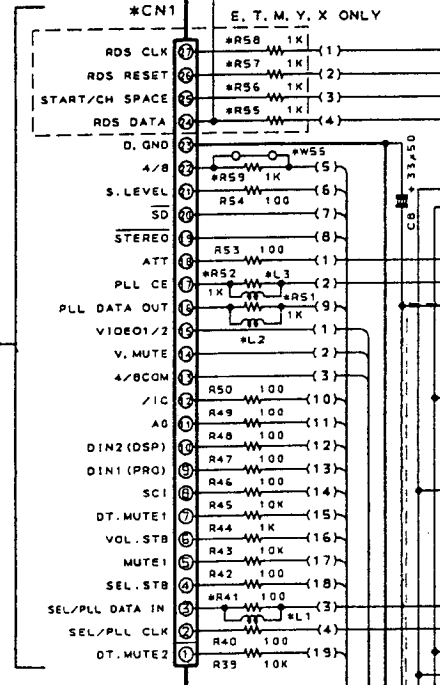 *CN1
E, T, M, Y, X ONLY
RDS CLK 27 *R58 1K (1)
RDS RESET 26 *R57 1K (2)
START/CH SPACE 25 *R56 1K (3)
RDS DATA 24 *R55 1K (4)
D. GND 23
*W55
4/8 22 *R59 1K (5)
S.LEVEL 21 R54 100 (6)
SD 20 (7)
STEREO 19 (8)
C8 + 33µ50
ATT 18 R53 100 (1)
PLL CE 17 *R52 1K *L3 (2)
PLL DATA OUT 16 *R51 1K *L2 (9)
VIDEO1/2 15 (1)
V. MUTE 14 (2)
4/8COM 13 (3)
/IC 12 R50 100 (10)
A0 11 R49 100 (11)
DIN2(DSP) 10 R48 100 (12)
DIN1(PRO) 9 R47 100 (13)
SCI 8 R46 100 (14)
DT.MUTE1 7 R45 10K (15)
VOL.STB 6 R44 1K (16)
MUTE1 5 R43 10K (17)
SEL.STB 4 R42 100 (18)
SEL/PLL DATA IN 3 *R41 100 *L1 (3)
SEL/PLL CLK 2 R40 100 (4)
DT.MUTE2 1 R39 10K (19)